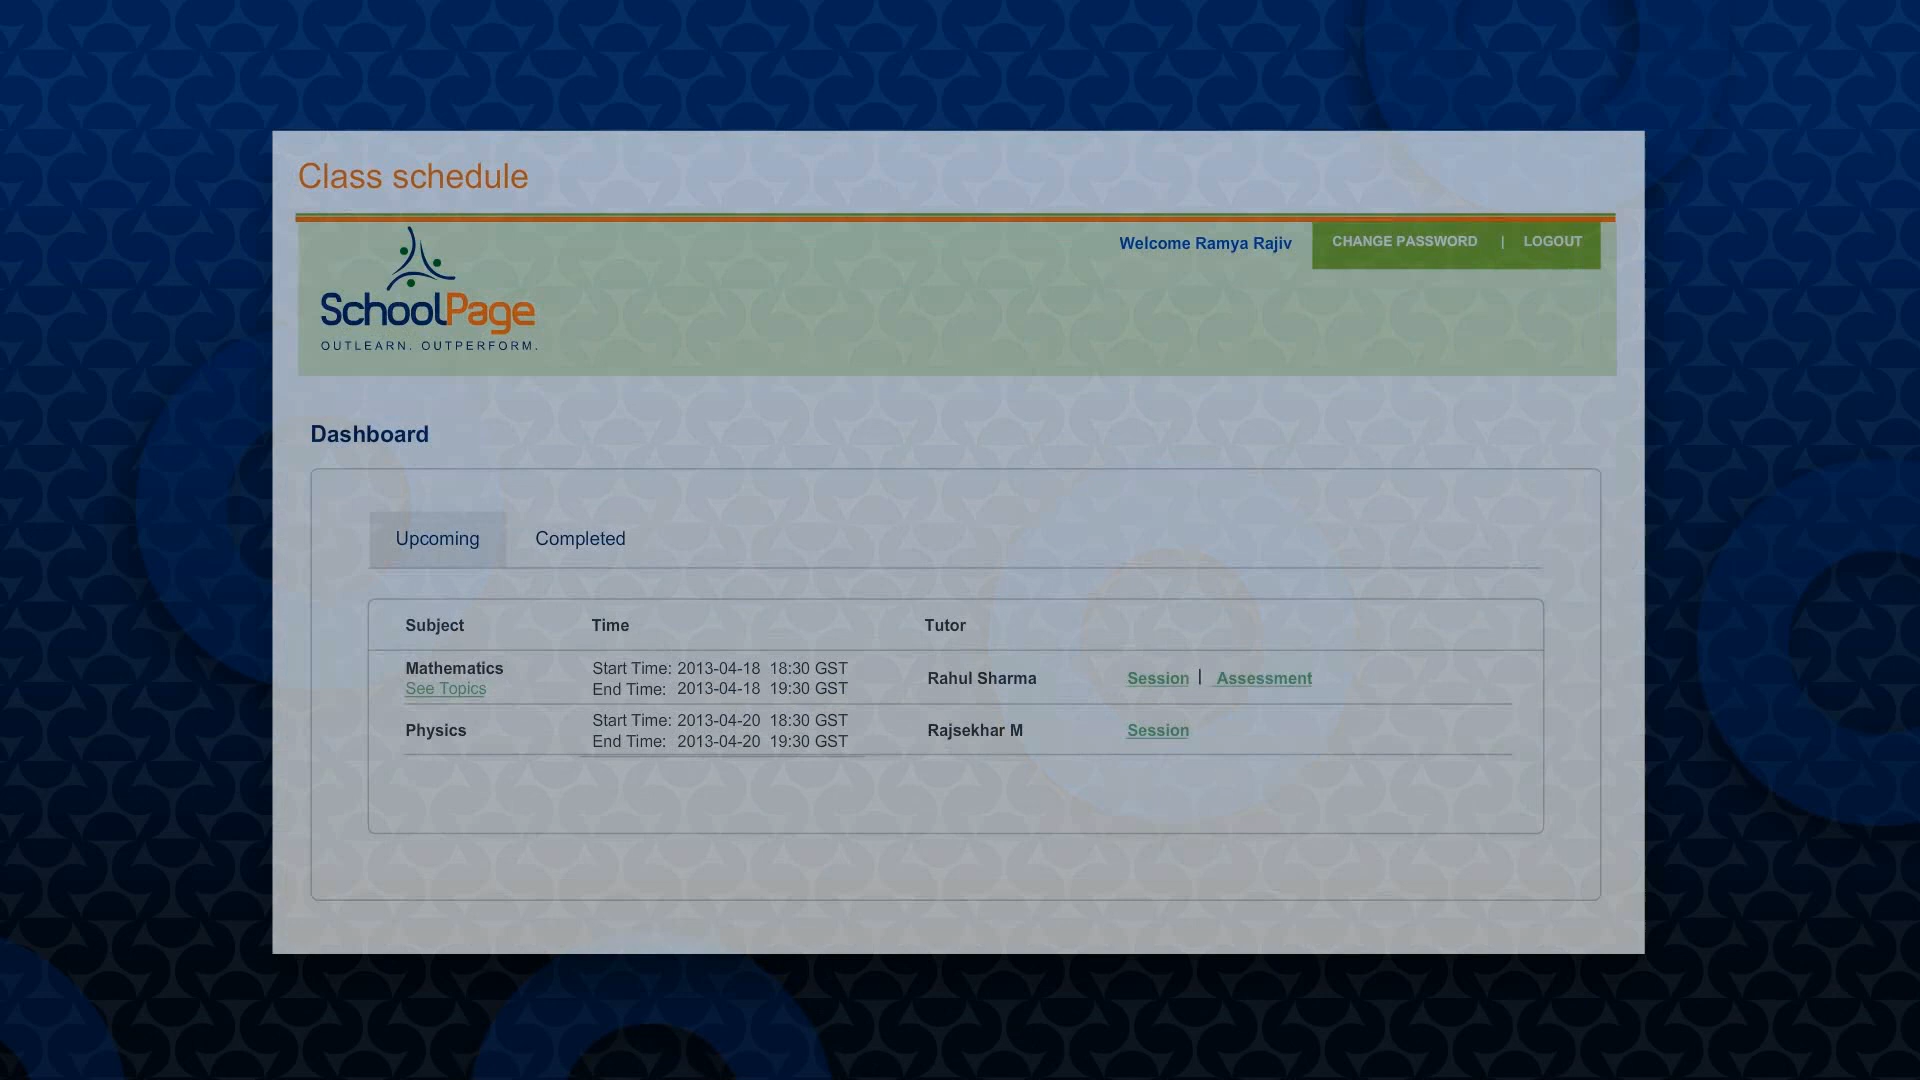 Class schedule
Welcome Ramya Rajiv
CHANGE PASSWORD | LOGOUT
SchoolPage
OUTLEARN. OUTPERFORM.
Dashboard
Upcoming Completed
Subject Time Tutor
Mathematics
See Topics
Start Time: 2013-04-18 18:30 GST
End Time: 2013-04-18 19:30 GST
Rahul Sharma
Session | Assessment
Physics
Start Time: 2013-04-20 18:30 GST
End Time: 2013-04-20 19:30 GST
Rajsekhar M
Session